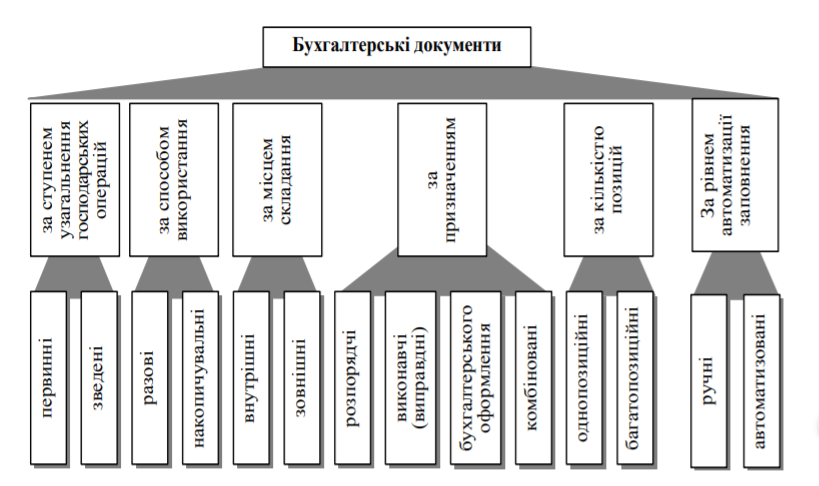 Бухгалтерські документи
за ступенем
узагальнення
господарських
операцій
за способом
використання
за місцем
складання
за
призначенням
за кількістю
позицій
За рівнем
автоматизації
заповнення
первинні
зведені
разові
накопичувальні
внутрішні
зовнішні
розпорядчі
виконавчі
(виправдні)
бухгалтерського
оформлення
комбіновані
однопозиційні
багатопозиційні
ручні
автоматизовані